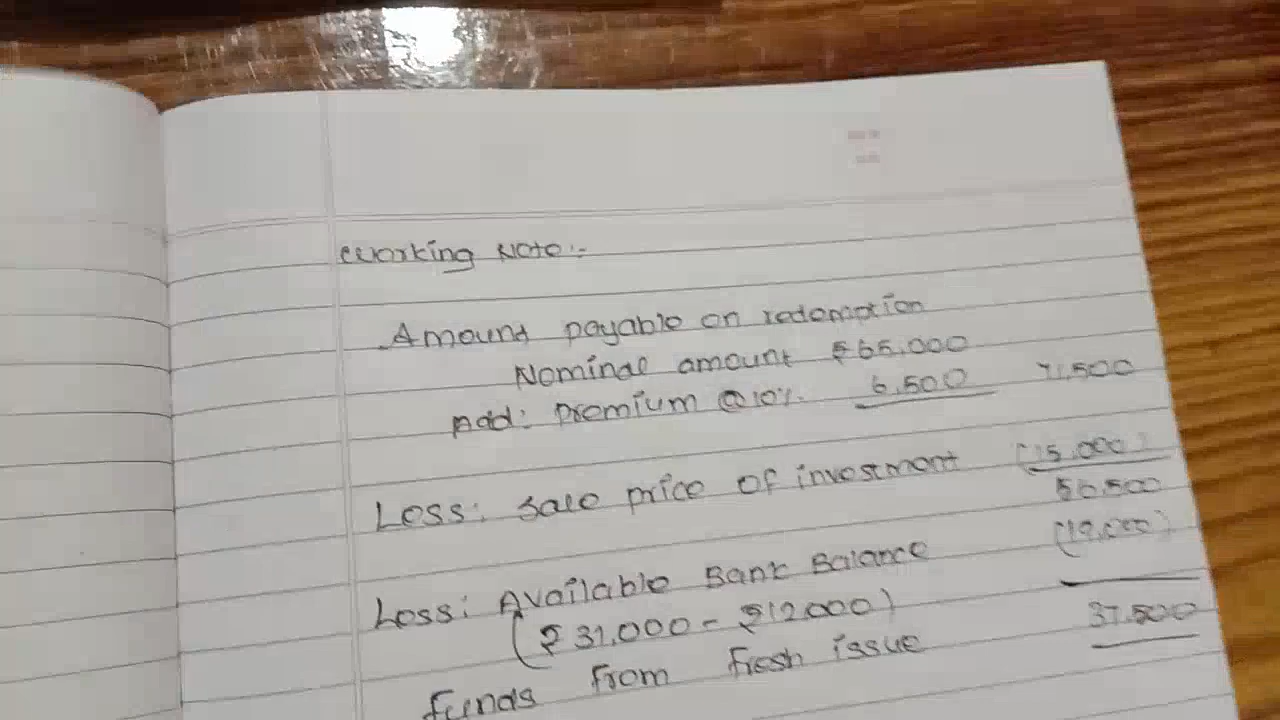 Working Note:-
Amount payable on redemption
Nominal amount ₹65,000
Add: Premium @10%. 6,500 71,500
Less: Sale price of investment (15,000)
56,500
Less: Available Bank Balance (19,000)
(₹31,000 - ₹12,000)
Funds from fresh issue 37,500